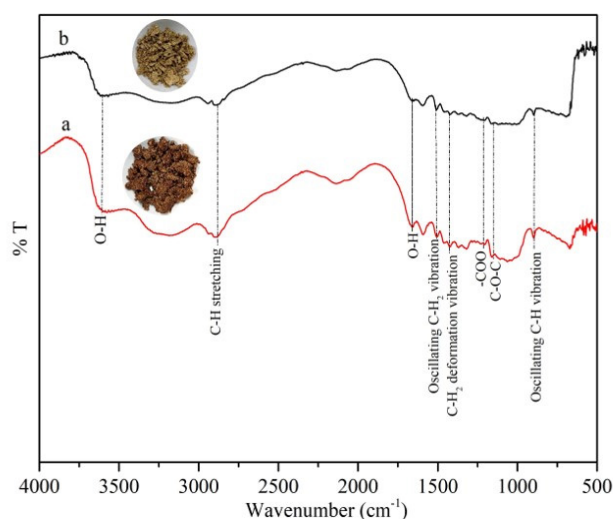 b
a
% T
O-H
C-H stretching
O-H
Oscillating C-H₂ vibration
C-H₂ deformation vibration
-COO
C-O-C
Oscillating C-H vibration
4000 3500 3000 2500 2000 1500 1000 500
Wavenumber (cm⁻¹)